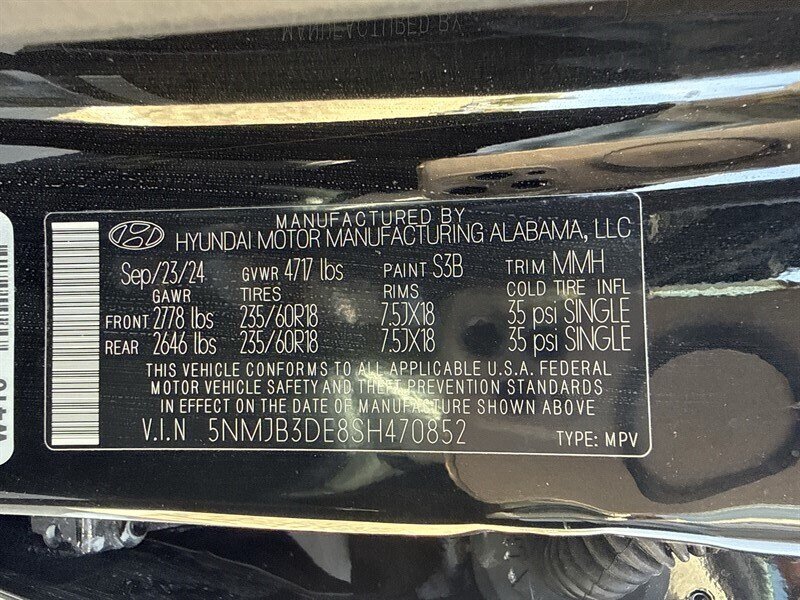 MANUFACTURED BY
HYUNDAI MOTOR MANUFACTURING ALABAMA, LLC
Sep/23/24 GVWR 4717 lbs PAINT S3B TRIM MMH
GAWR TIRES RIMS COLD TIRE INFL
FRONT 2778 lbs 235/60R18 7.5JX18 35 psi SINGLE
REAR 2646 lbs 235/60R18 7.5JX18 35 psi SINGLE
THIS VEHICLE CONFORMS TO ALL APPLICABLE U.S.A. FEDERAL
MOTOR VEHICLE SAFETY AND THEFT PREVENTION STANDARDS
IN EFFECT ON THE DATE OF MANUFACTURE SHOWN ABOVE
V.I.N 5NMJB3DE8SH470852 TYPE: MPV